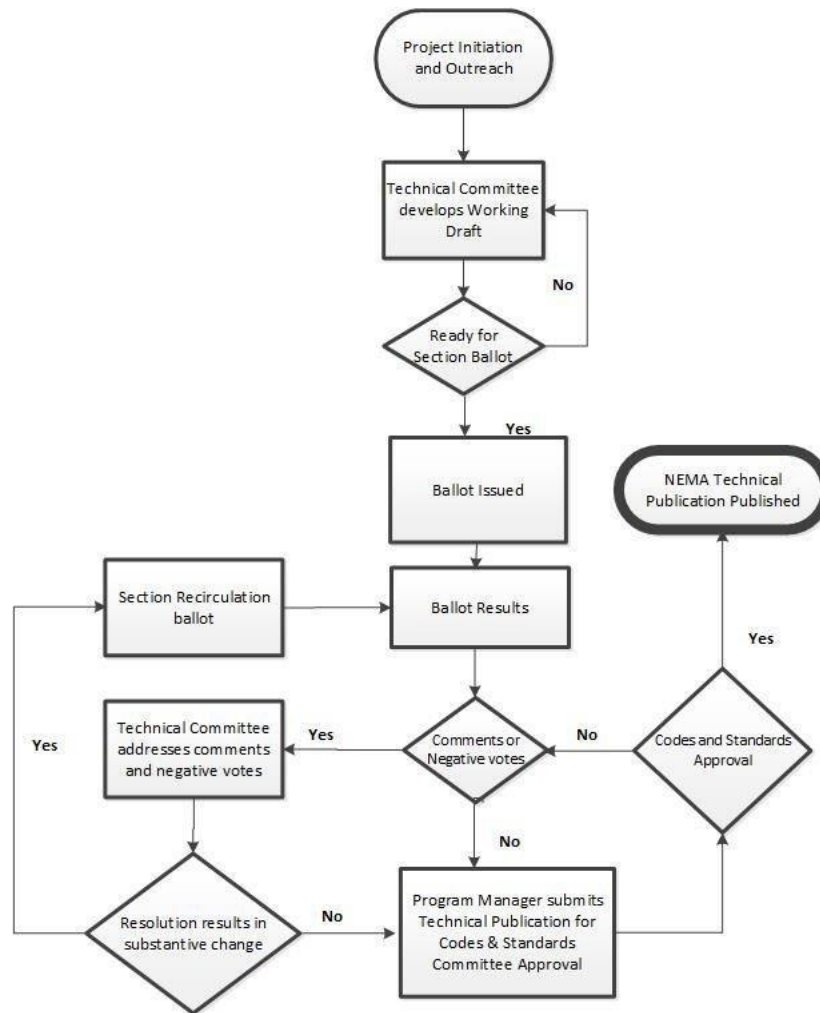 Project Initiation
and Outreach
Technical Committee
develops Working
Draft
No
Ready for
Section Ballot
Yes
Ballot Issued
NEMA Technical
Publication Published
Section Recirculation
ballot
Ballot Results
Yes
Yes
Technical Committee
addresses comments
and negative votes
Yes
Comments or
Negative votes
No
Codes and Standards
Approval
No
Resolution results in
substantive change
No
Program Manager submits
Technical Publication for
Codes & Standards
Committee Approval